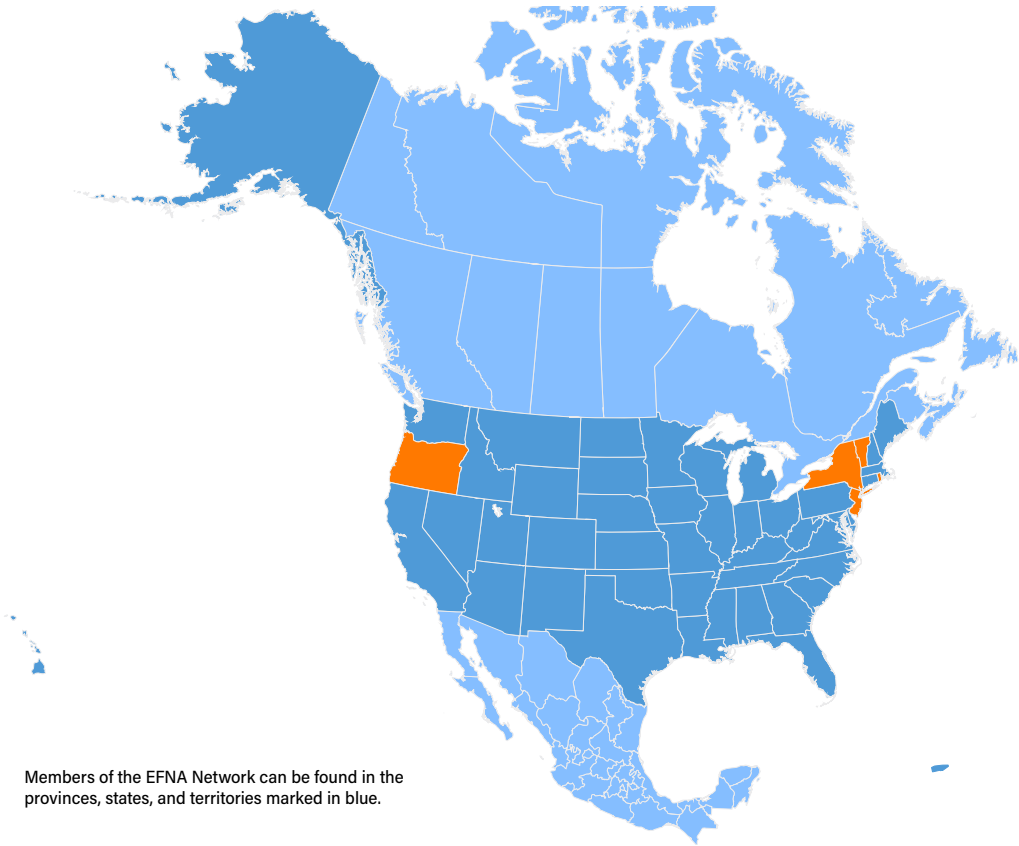 Members of the EFNA Network can be found in the
provinces, states, and territories marked in blue.